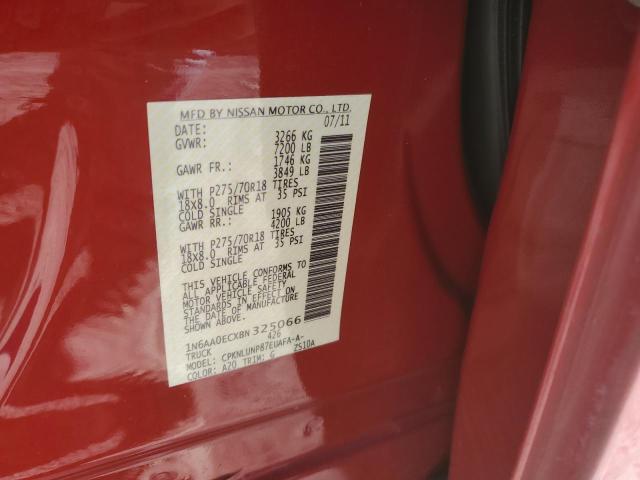 MFD BY NISSAN MOTOR CO., LTD.
DATE: 07/11
GVWR: 3266 KG
7200 LB
GAWR FR.: 1746 KG
3849 LB
WITH P275/70R18 TIRES
18X8.0 RIMS AT 35 PSI
COLD SINGLE
GAWR RR.: 1905 KG
4200 LB
WITH P275/70R18 TIRES
18X8.0 RIMS AT 35 PSI
COLD SINGLE
THIS VEHICLE CONFORMS TO
ALL APPLICABLE FEDERAL
MOTOR VEHICLE SAFETY
STANDARDS IN EFFECT ON
THE DATE OF MANUFACTURE
SHOWN ABOVE.
1N6AA0ECXBN325066
TRUCK 426
MODEL: CPKNLUNP87EUAFA-A-
COLOR: A20 TRIM: G ZS10A